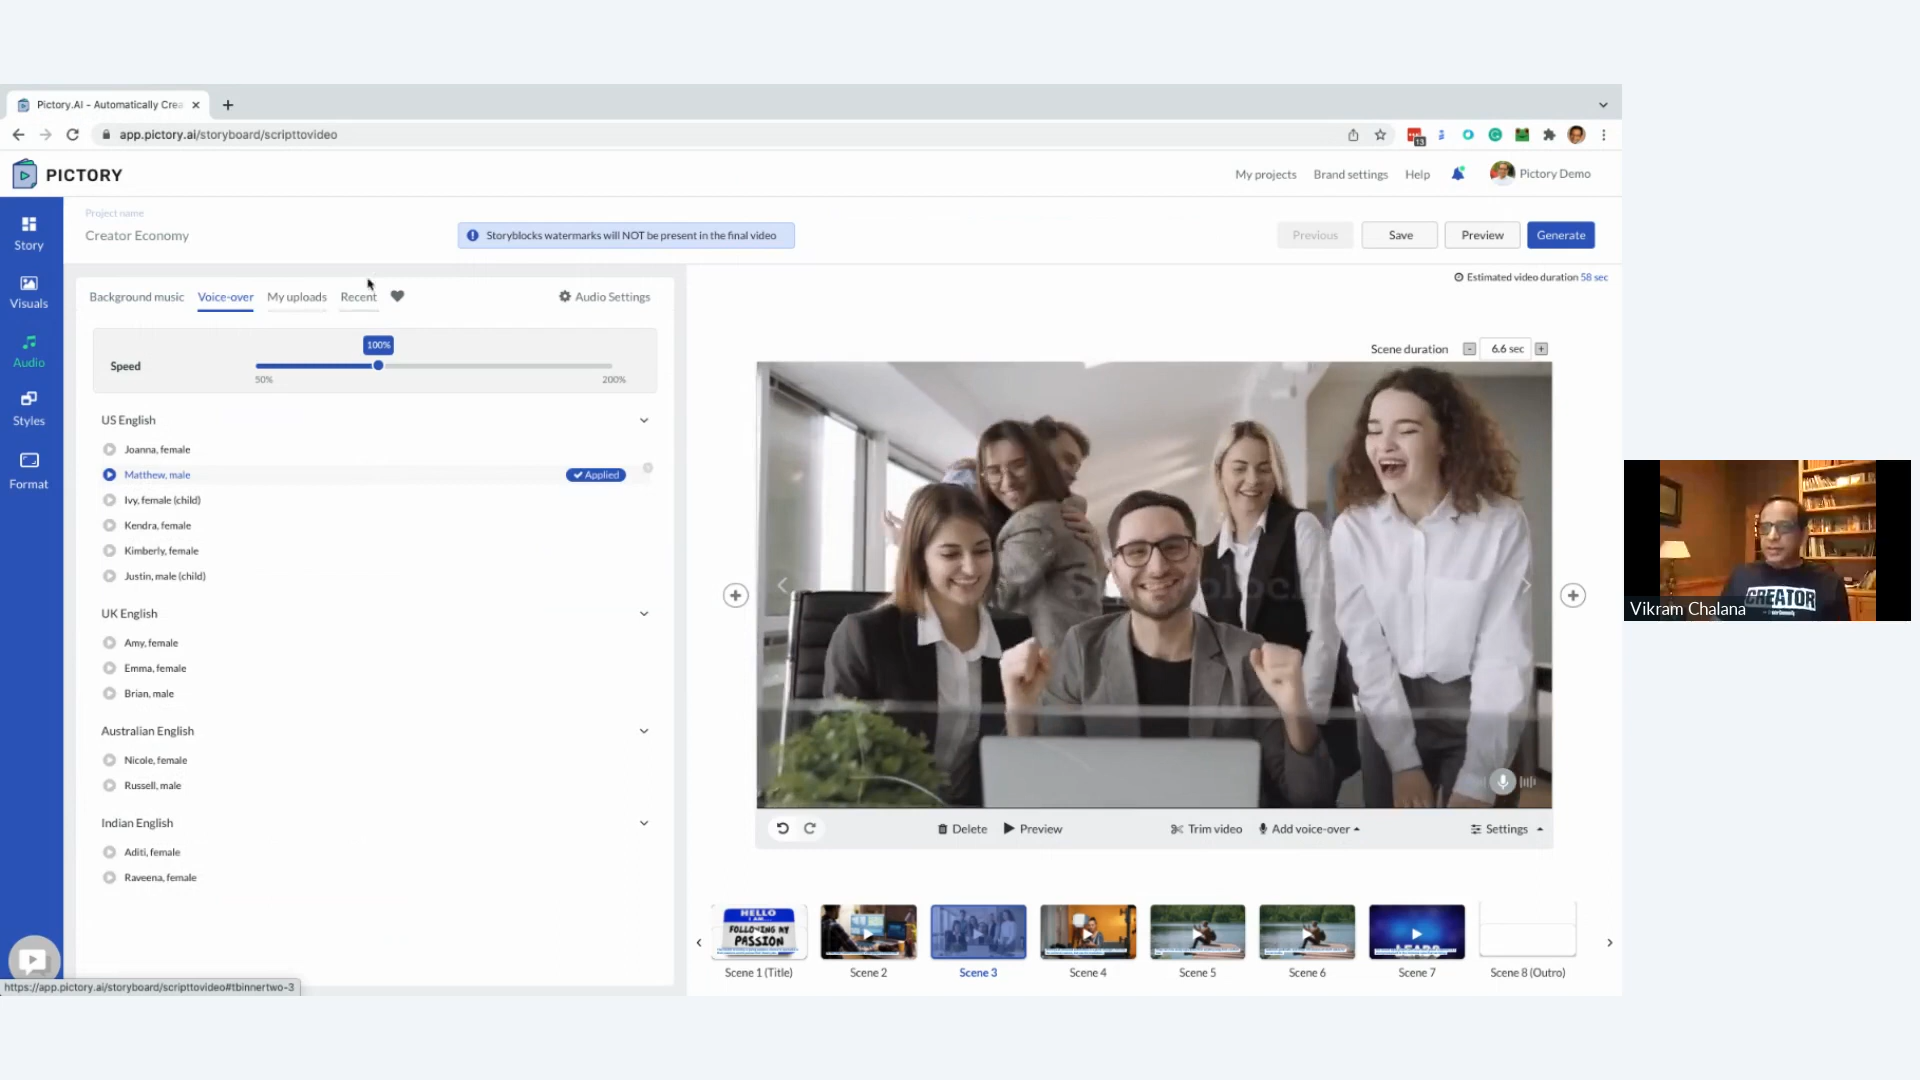 Pictory.AI - Automatically Crea
app.pictory.ai/storyboard/scripttovideo
13
PICTORY
My projects
Brand settings
Help
Pictory Demo
Story
Visuals
Audio
Styles
Format
Project name
Creator Economy
Storyblocks watermarks will NOT be present in the final video
Previous
Save
Preview
Generate
Estimated video duration 58 sec
Background music
Voice-over
My uploads
Recent
Audio Settings
Speed
100%
50%
200%
US English
Joanna, female
Matthew, male
Applied
Ivy, female (child)
Kendra, female
Kimberly, female
Justin, male (child)
UK English
Amy, female
Emma, female
Brian, male
Australian English
Nicole, female
Russell, male
Indian English
Aditi, female
Raveena, female
Scene duration
- 6.6 sec +
Delete
Preview
Trim video
Add voice-over
Settings
HELLO
I AM...
FOLLOWING MY
PASSION
Scene 1 (Title)
Scene 2
Scene 3
Scene 4
Scene 5
Scene 6
Scene 7
Scene 8 (Outro)
https://app.pictory.ai/storyboard/scripttovideo#tbinnertwo-3
CREATOR
Vikram Chalana